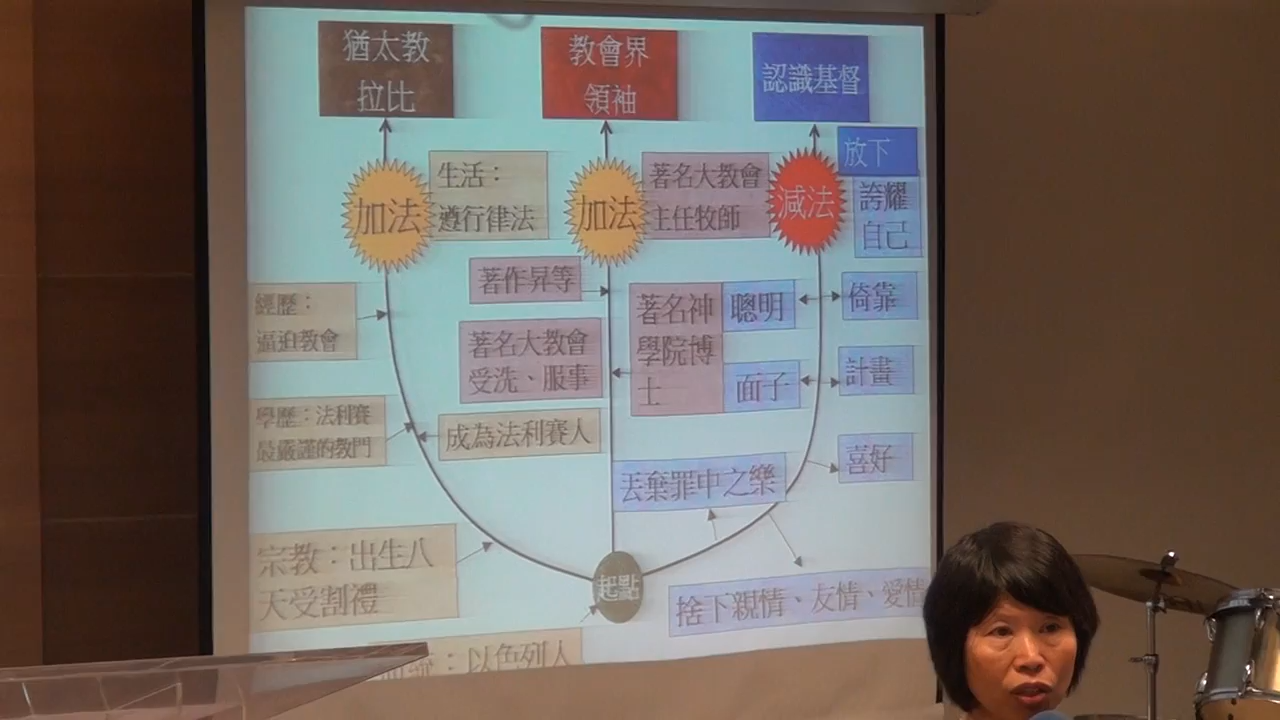 猶太教
拉比
教會界
領袖
認識基督
放下
加法
生活：
遵行律法
加法
著名大教會
主任牧師
減法
誇耀
自己
著作昇等
經歷：
逼迫教會
著名神
學院博
士
聰明
倚靠
著名大教會
受洗、服事
面子
計畫
學歷：法利賽
最嚴謹的教門
成為法利賽人
喜好
丟棄罪中之樂
宗教：出生八
天受割禮
起點
捨下親情、友情、愛情
：以色列人